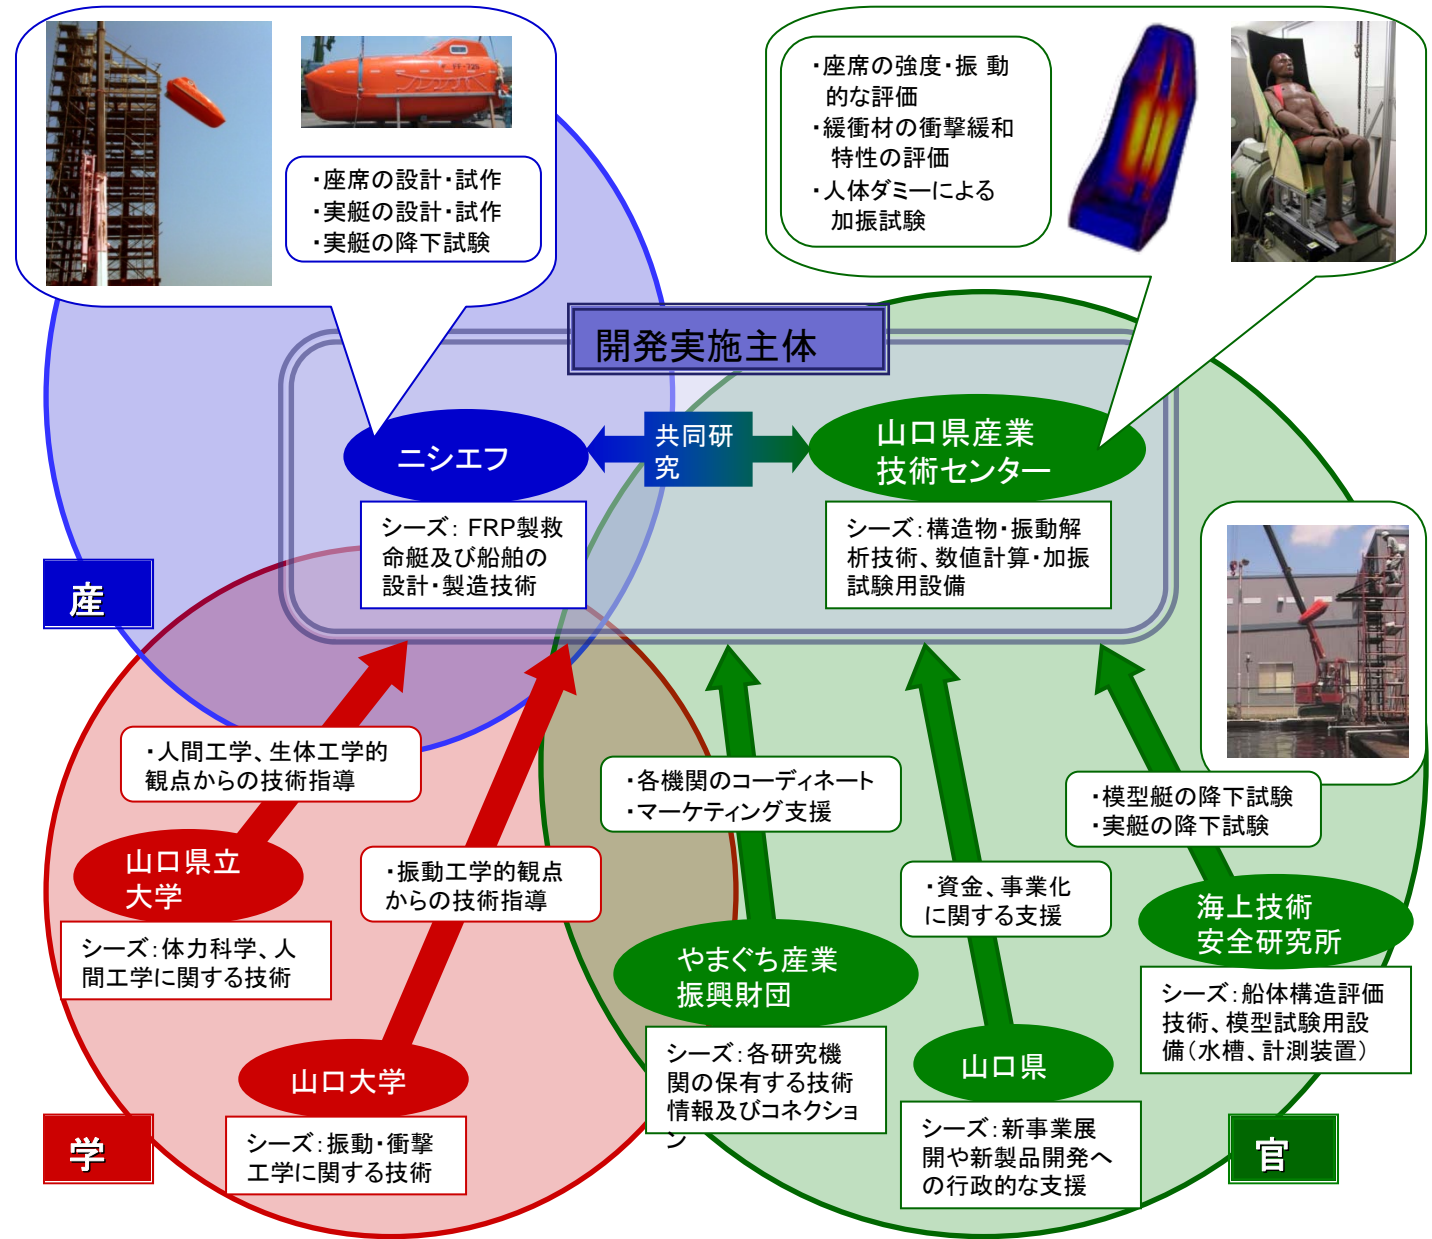 ・座席の設計・試作
・実艇の設計・試作
・実艇の降下試験
・座席の強度・振 動
的な評価
・緩衝材の衝撃緩和
特性の評価
・人体ダミーによる
加振試験
開発実施主体
ニシエフ
共同研
究
山口県産業
技術センター
シーズ：FRP製救
命艇及び船舶の
設計・製造技術
シーズ：構造物・振動解
析技術、数値計算・加振
試験用設備
産
・人間工学、生体工学的
観点からの技術指導
・各機関のコーディネート
・マーケティング支援
・模型艇の降下試験
・実艇の降下試験
山口県立
大学
・振動工学的観点
からの技術指導
・資金、事業化
に関する支援
海上技術
安全研究所
シーズ：体力科学、人
間工学に関する技術
やまぐち産業
振興財団
シーズ：船体構造評価
技術、模型試験用設
備（水槽、計測装置）
山口大学
シーズ：各研究機
関の保有する技術
情報及びコネクショ
ン
山口県
学
シーズ：振動・衝撃
工学に関する技術
シーズ：新事業展
開や新製品開発へ
の行政的な支援
官